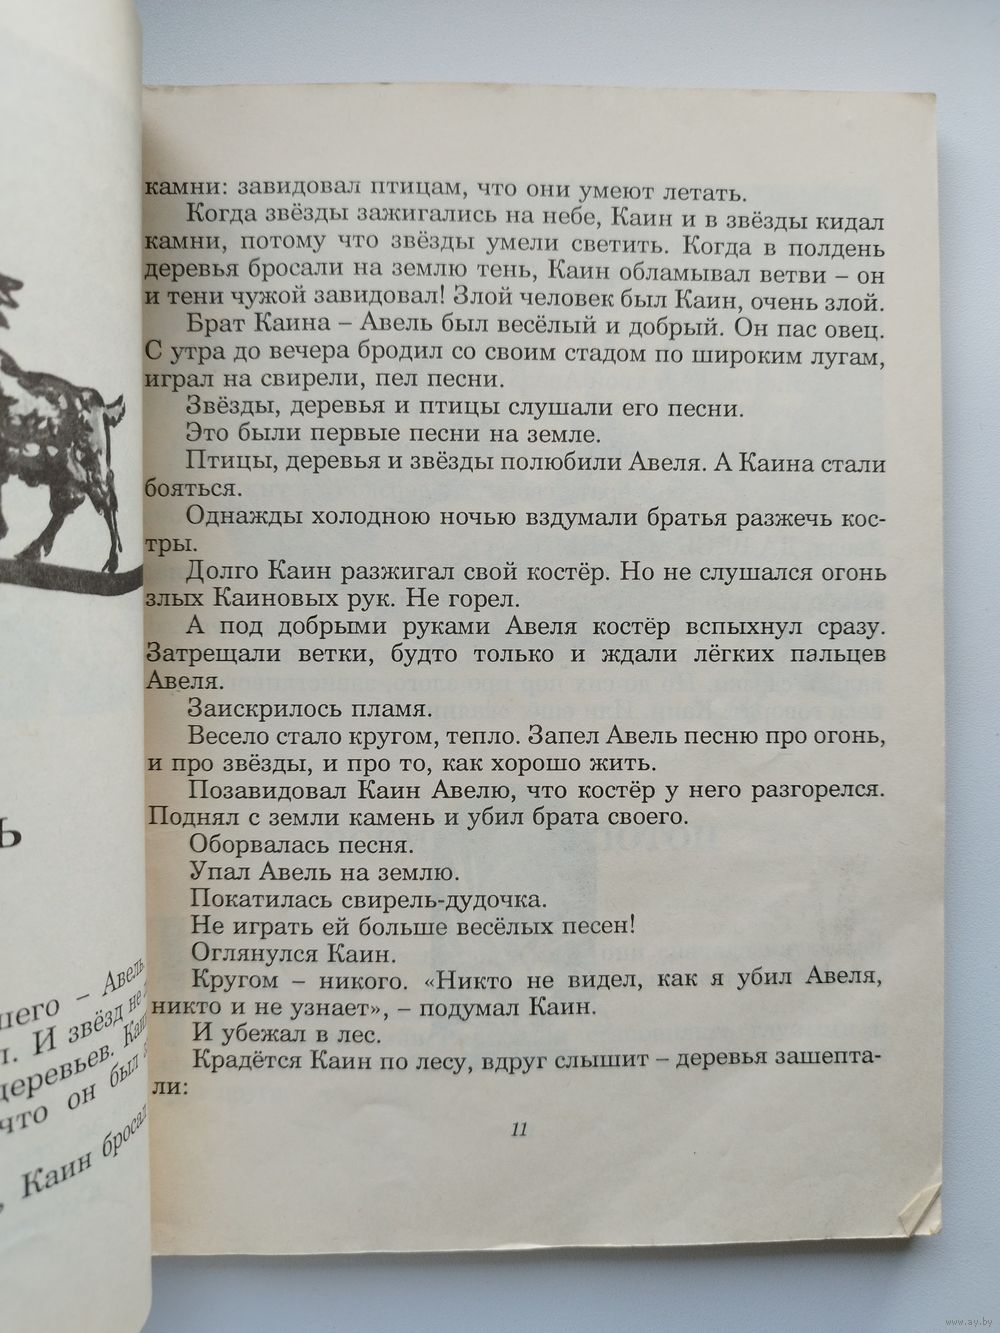 Ь
шего – Авель
И звёзд не
деревьев. Каин
что он был
Каин бросал
камни: завидовал птицам, что они умеют летать.
Когда звёзды зажигались на небе, Каин и в звёзды кидал
камни, потому что звёзды умели светить. Когда в полдень
деревья бросали на землю тень, Каин обламывал ветви – он
и тени чужой завидовал! Злой человек был Каин, очень злой.
Брат Каина – Авель был весёлый и добрый. Он пас овец.
С утра до вечера бродил со своим стадом по широким лугам,
играл на свирели, пел песни.
Звёзды, деревья и птицы слушали его песни.
Это были первые песни на земле.
Птицы, деревья и звёзды полюбили Авеля. А Каина стали
бояться.
Однажды холодною ночью вздумали братья разжечь кос-
тры.
Долго Каин разжигал свой костёр. Но не слушался огонь
злых Каиновых рук. Не горел.
А под добрыми руками Авеля костёр вспыхнул сразу.
Затрещали ветки, будто только и ждали лёгких пальцев
Авеля.
Заискрилось пламя.
Весело стало кругом, тепло. Запел Авель песню про огонь,
и про звёзды, и про то, как хорошо жить.
Позавидовал Каин Авелю, что костёр у него разгорелся.
Поднял с земли камень и убил брата своего.
Оборвалась песня.
Упал Авель на землю.
Покатилась свирель-дудочка.
Не играть ей больше весёлых песен!
Оглянулся Каин.
Кругом – никого. «Никто не видел, как я убил Авеля,
никто и не узнает», – подумал Каин.
И убежал в лес.
Крадётся Каин по лесу, вдруг слышит – деревья зашепта-
ли:
11
www.ay.by